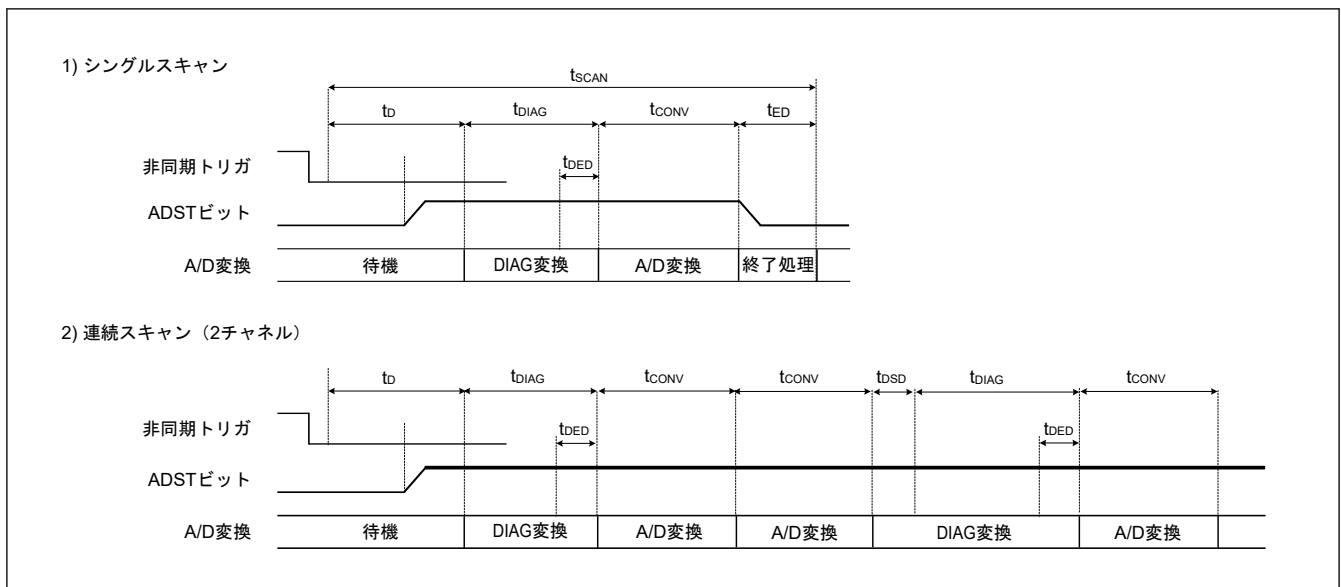 1) シングルスキャン
tSCAN
tD tDIAG tCONV tED
非同期トリガ
tDED
ADSTビット
A/D変換 待機 DIAG変換 A/D変換 終了処理
2) 連続スキャン（2チャネル）
tD tDIAG tCONV tCONV tDSD tDIAG tCONV
非同期トリガ
tDED tDED
ADSTビット
A/D変換 待機 DIAG変換 A/D変換 A/D変換 DIAG変換 A/D変換